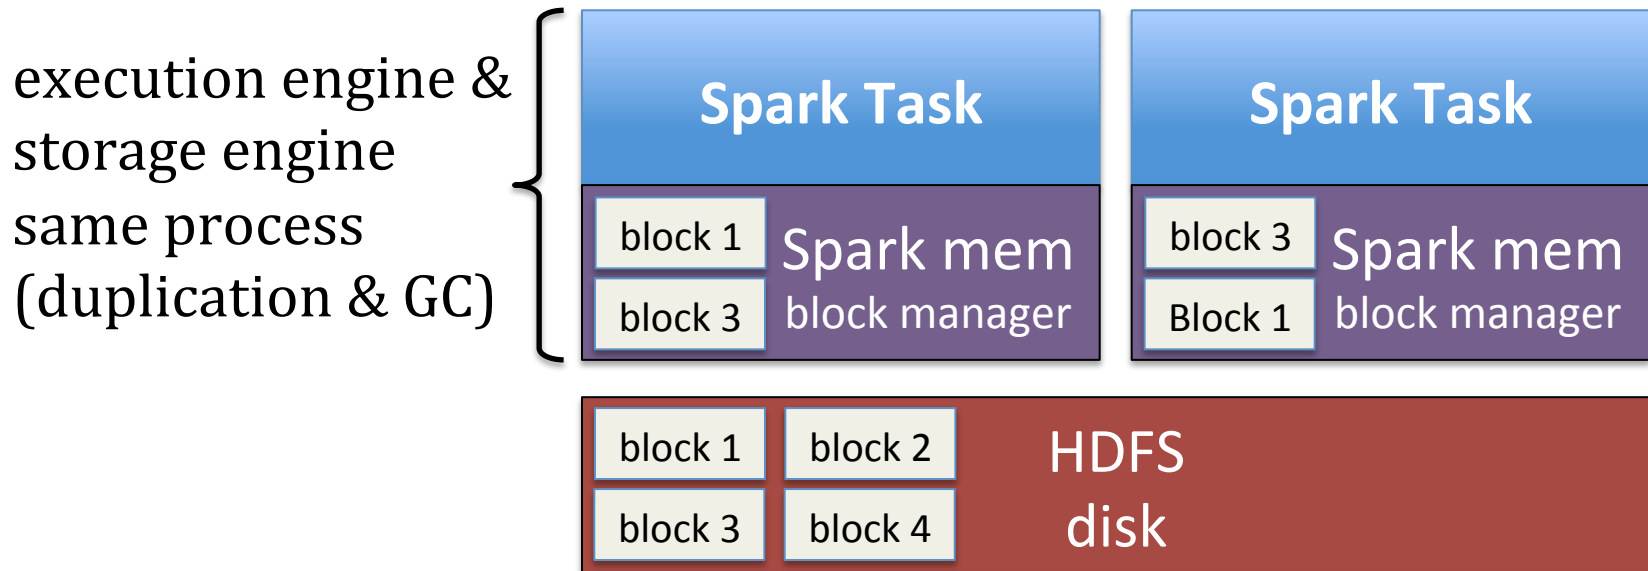 execution engine &
storage engine
same process
(duplication & GC)
Spark Task
block 1
block 3
Spark mem
block manager
Spark Task
block 3
Block 1
Spark mem
block manager
block 1
block 2
block 3
block 4
HDFS
disk